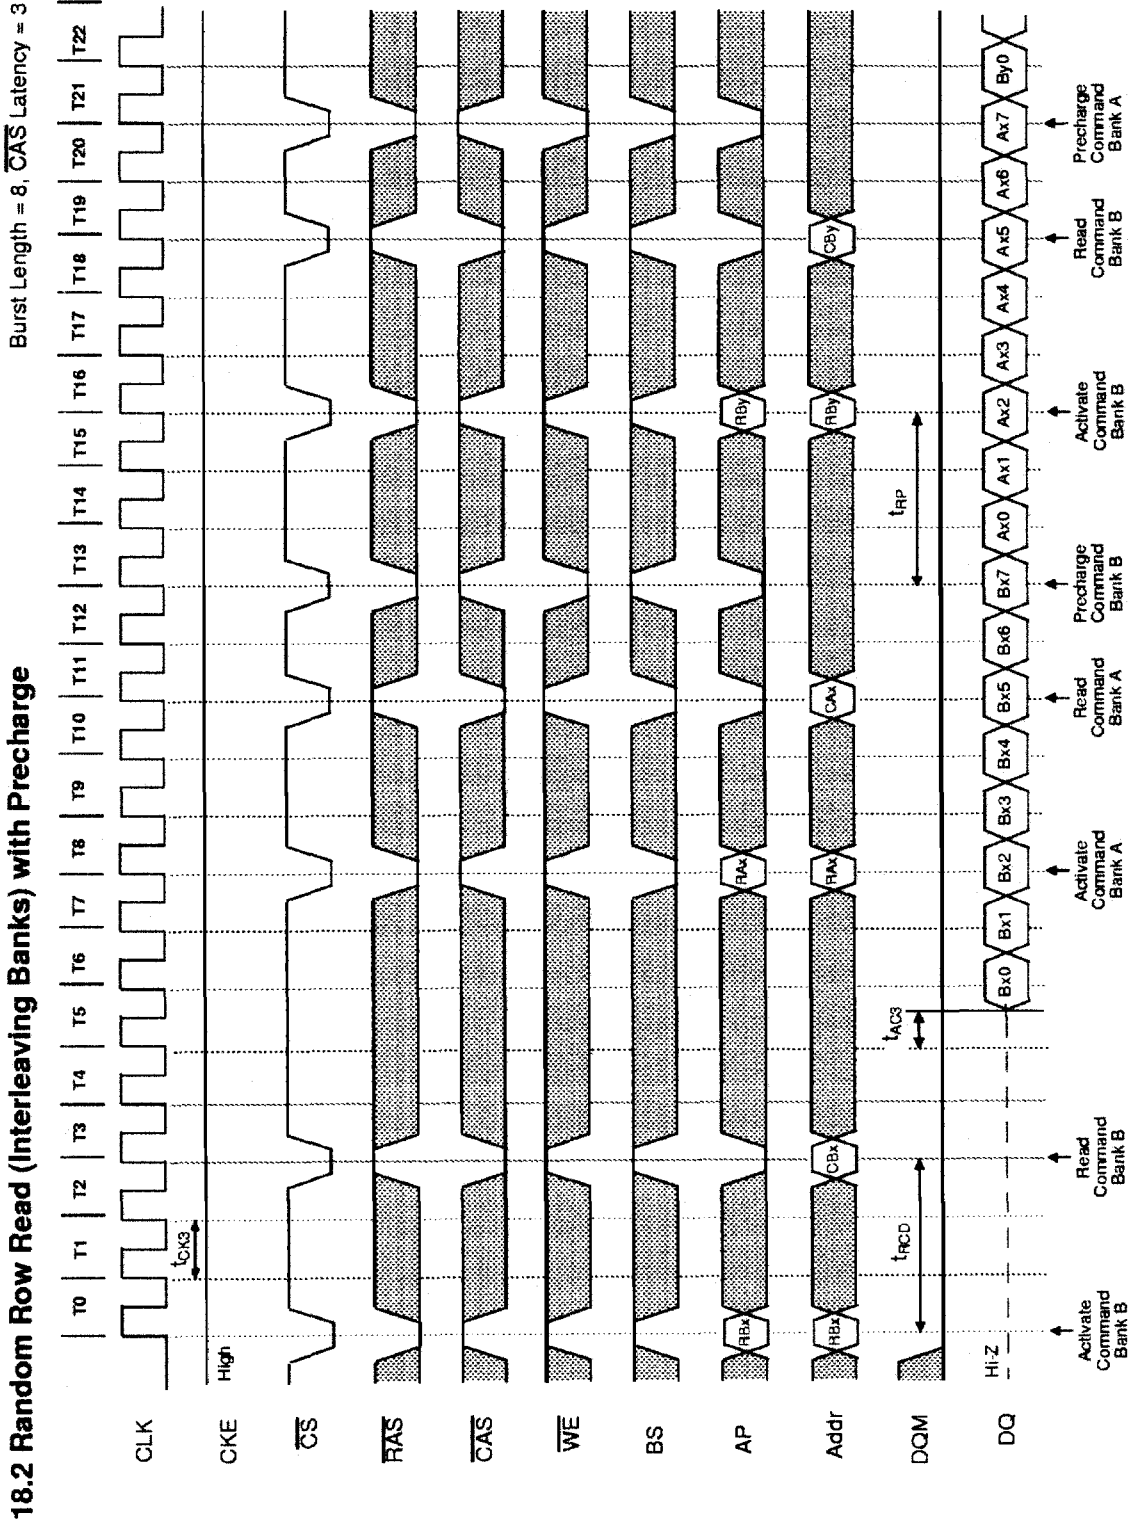 18.2 Random Row Read (Interleaving Banks) with Precharge
Burst Length = 8, CAS Latency = 3
T0 T1 T2 T3 T4 T5 T6 T7 T8 T9 T10 T11 T12 T13 T14 T15 T16 T17 T18 T19 T20 T21 T22
CLK
tCK3
CKE
High
CS
RAS
CAS
WE
BS
AP
RBx RAx RBy
Addr
RBx CBx RAx CAx RBy CBy
DQM
tRCD tAC3 tRP
DQ
Hi-Z
Bx0 Bx1 Bx2 Bx3 Bx4 Bx5 Bx6 Bx7 Ax0 Ax1 Ax2 Ax3 Ax4 Ax5 Ax6 Ax7 By0
Activate
Command
Bank B
Read
Command
Bank B
Activate
Command
Bank A
Read
Command
Bank A
Precharge
Command
Bank B
Activate
Command
Bank B
Read
Command
Bank B
Precharge
Command
Bank A